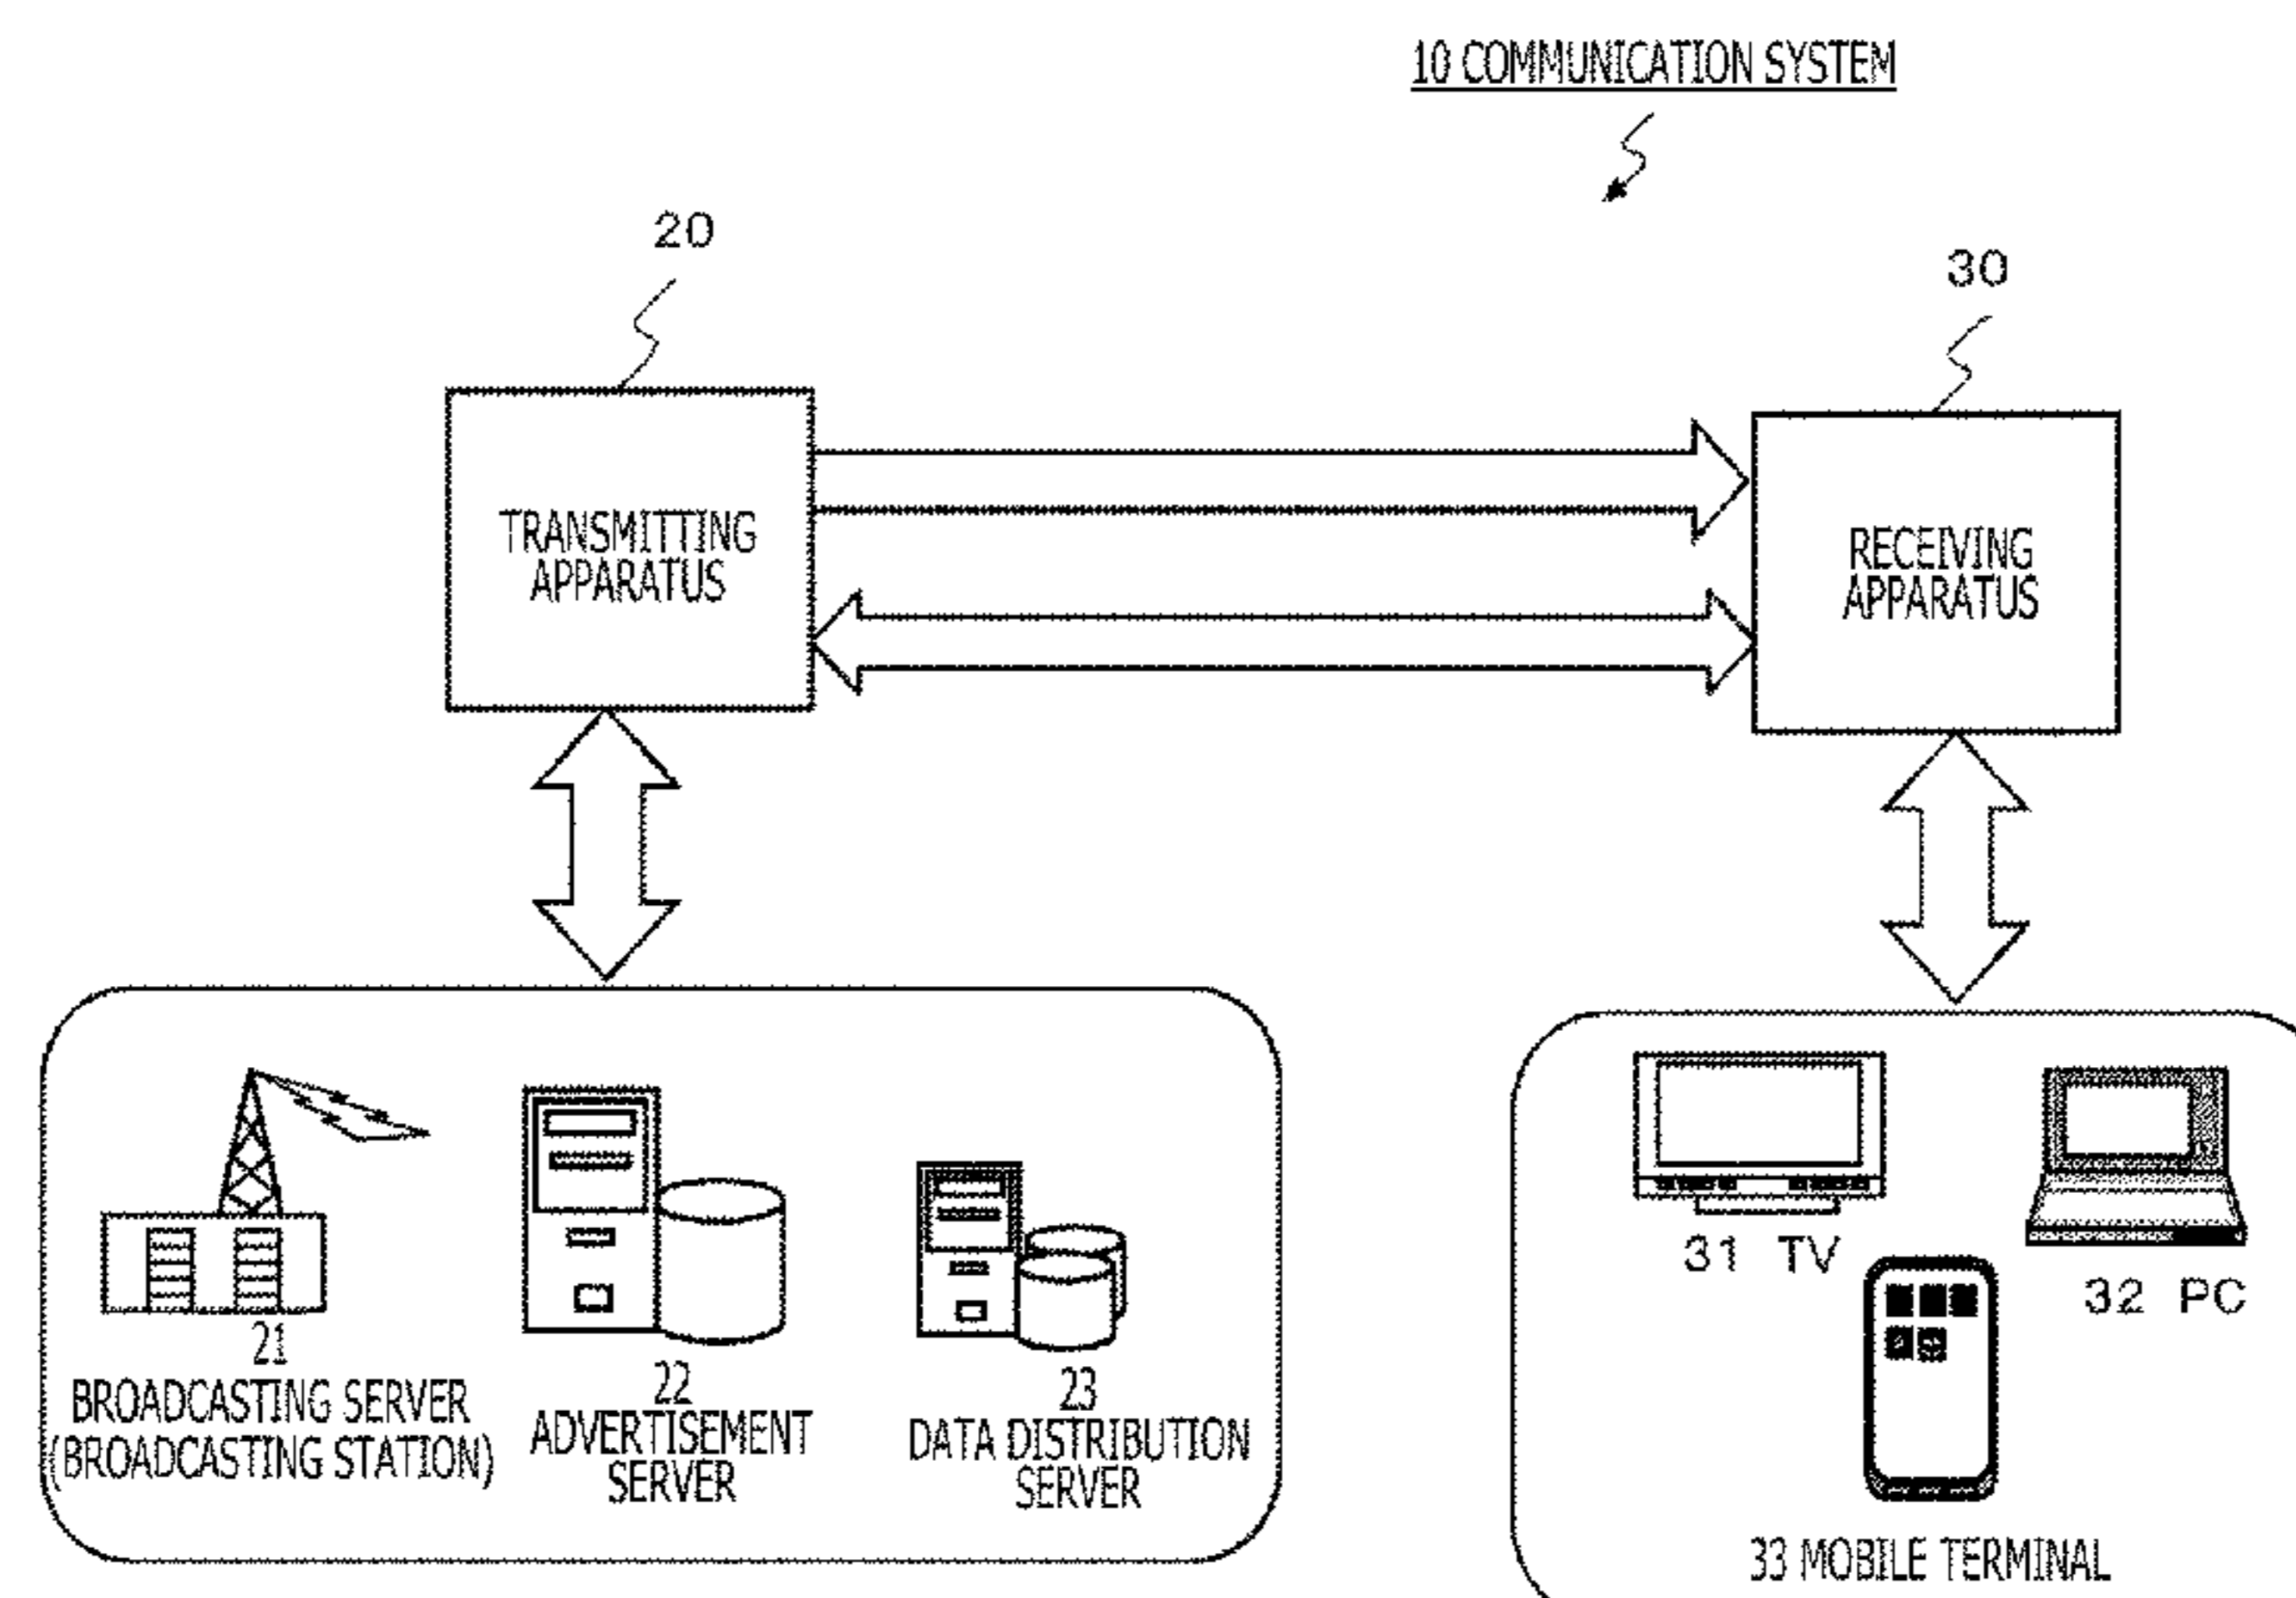 10 COMMUNICATION SYSTEM
20
30
TRANSMITTING
APPARATUS
RECEIVING
APPARATUS
21
BROADCASTING SERVER
(BROADCASTING STATION)
22
ADVERTISEMENT
SERVER
23
DATA DISTRIBUTION
SERVER
31 TV
32 PC
33 MOBILE TERMINAL